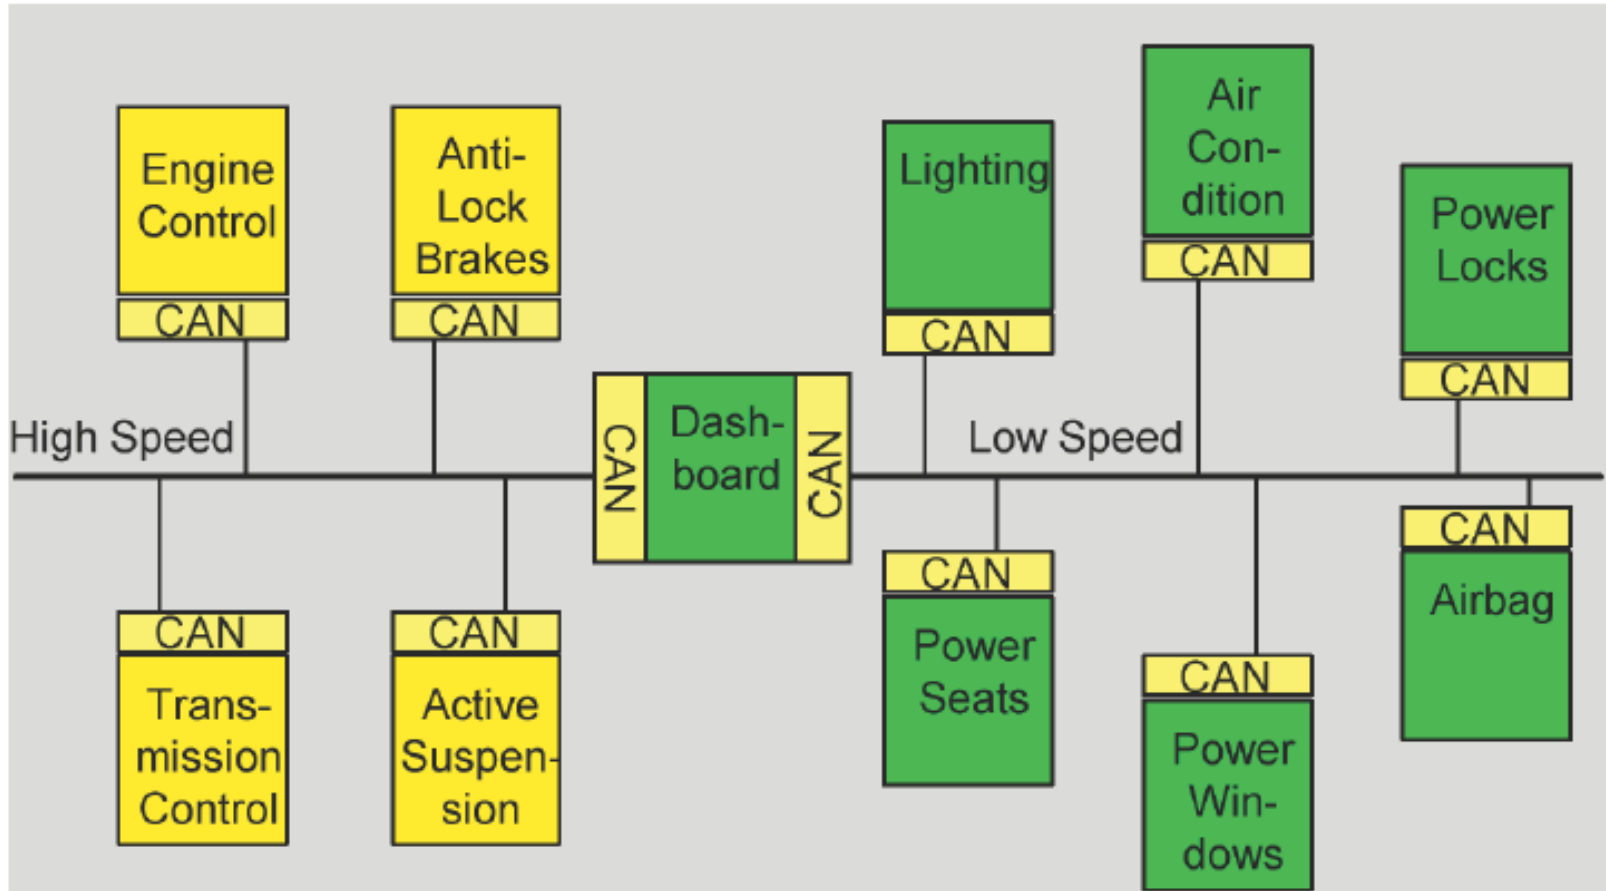 Engine
Control
CAN
Anti-
Lock
Brakes
CAN
High Speed
CAN
Trans-
mission
Control
CAN
Active
Suspen-
sion
CAN
Dash-
board
CAN
Lighting
CAN
Air
Con-
dition
CAN
Power
Locks
CAN
Low Speed
CAN
Power
Seats
CAN
Power
Win-
dows
CAN
Airbag